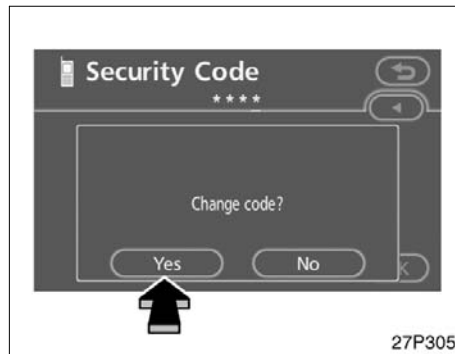 Security Code
****
Change code?
Yes No
27P305